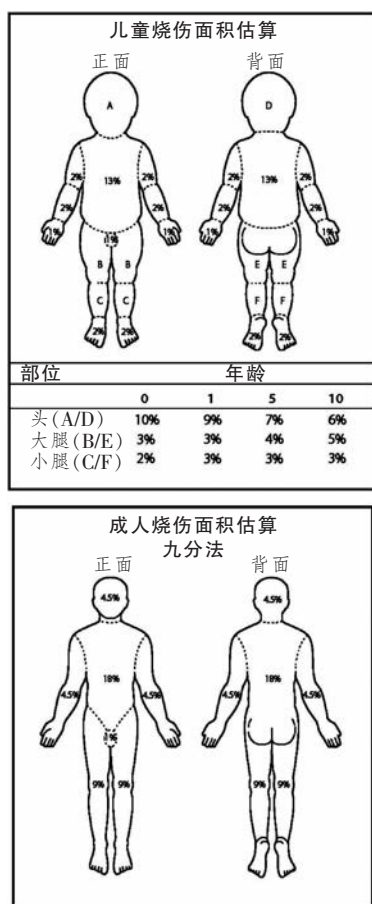 儿童烧伤面积估算
正面 背面
A D
2% 13% 2% 2% 13% 2%
2% 2% 2% 2%
1% 1% 1% 1% 1%
B B E E
C C F F
2% 2% 2% 2%
部位 年龄
0 1 5 10
头(A/D) 10% 9% 7% 6%
大腿(B/E) 3% 3% 4% 5%
小腿(C/F) 2% 3% 3% 3%
成人烧伤面积估算
九分法
正面 背面
4.5% 4.5%
18% 18%
4.5% 4.5% 4.5% 4.5%
1%
9% 9% 9% 9%